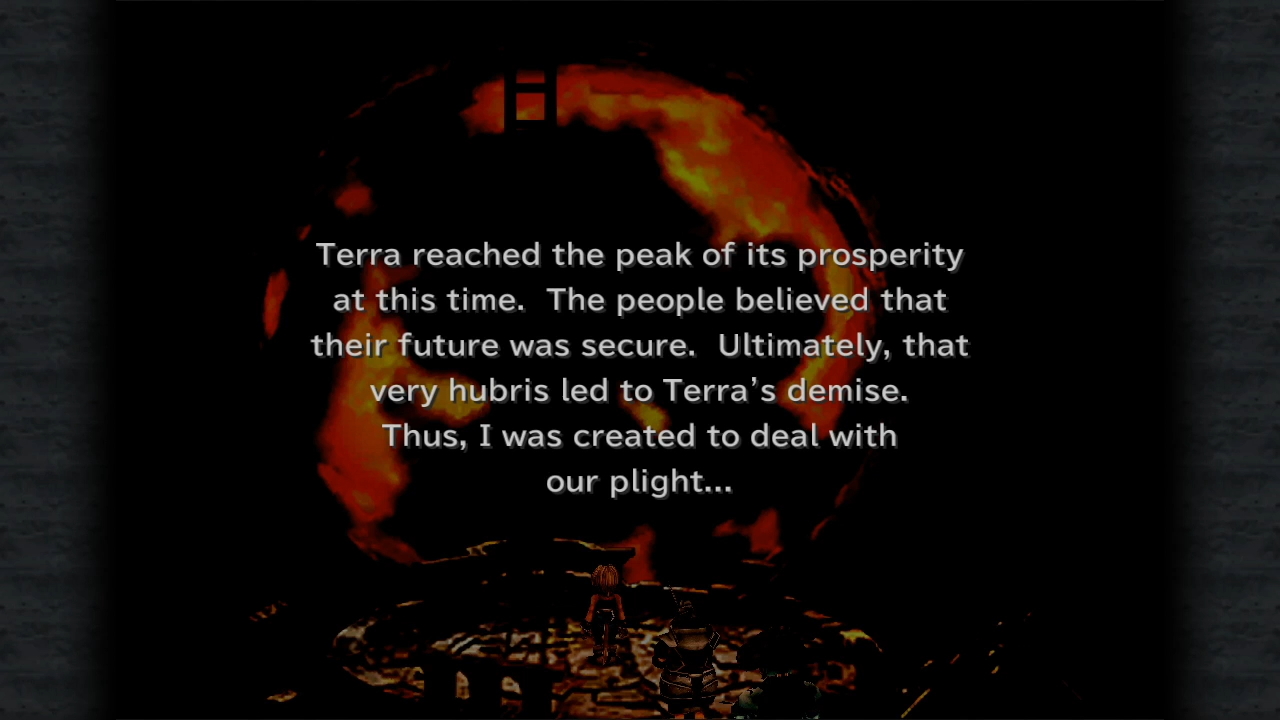 Terra reached the peak of its prosperity
at this time.  The people believed that
their future was secure.  Ultimately, that
very hubris led to Terra's demise.
Thus, I was created to deal with
our plight...